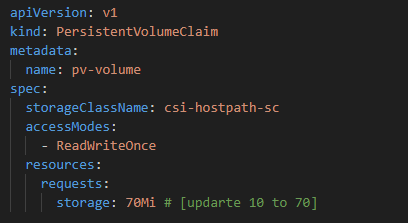 apiVersion: v1
kind: PersistentVolumeClaim
metadata:
  name: pv-volume
spec:
  storageClassName: csi-hostpath-sc
  accessModes:
    - ReadWriteOnce
  resources:
    requests:
      storage: 70Mi # [updarte 10 to 70]